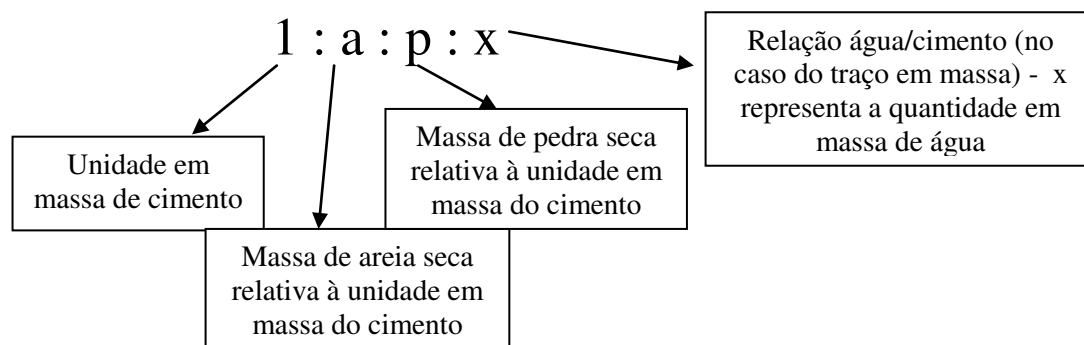 1 : a : p : x
Relação água/cimento (no
caso do traço em massa) - x
representa a quantidade em
massa de água
Unidade em
massa de cimento
Massa de pedra seca
relativa à unidade em
massa do cimento
Massa de areia seca
relativa à unidade em
massa do cimento